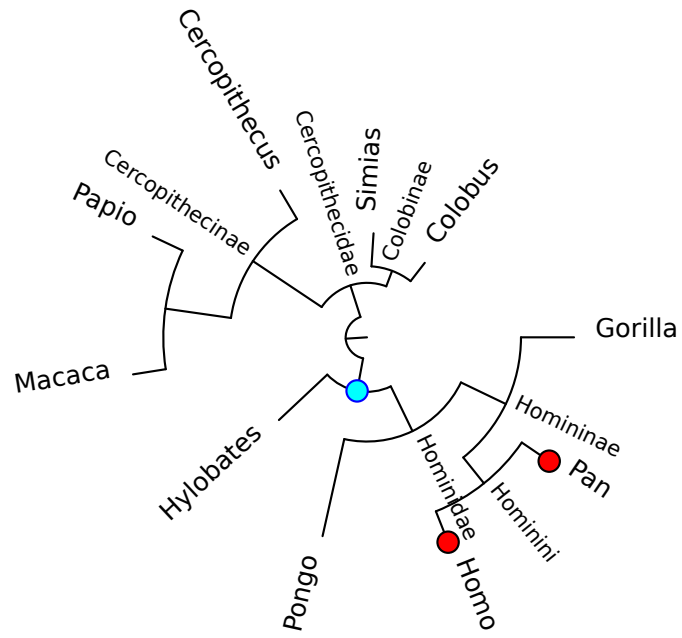 Cercopithecus
Cercopithecidae
Simias
Colobinae
Colobus
Cercopithecinae
Papio
Macaca
Gorilla
Homininae
Pan
Hominini
Hominidae
Homo
Hylobates
Pongo